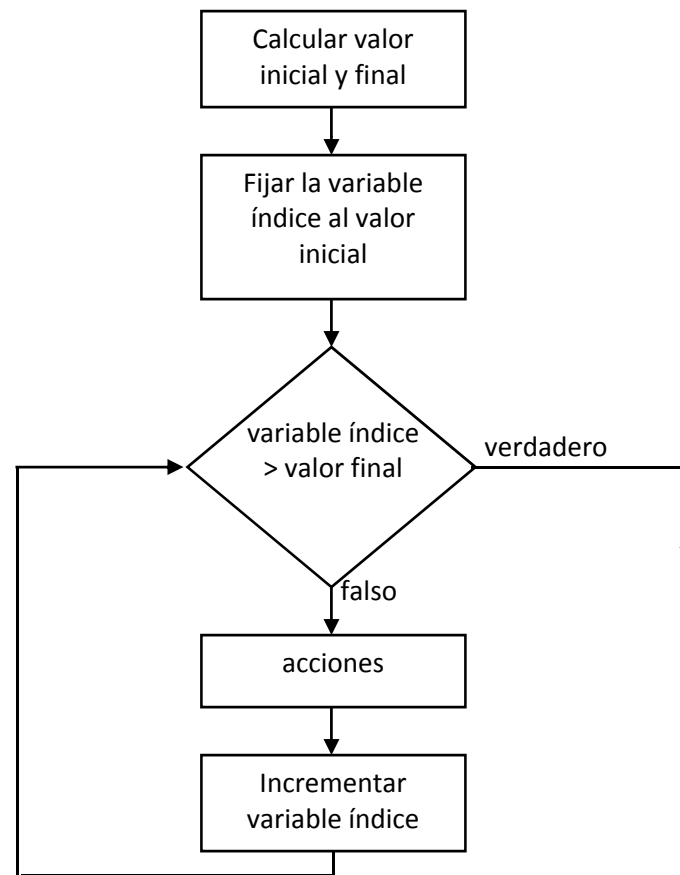 Calcular valor
inicial y final
Fijar la variable
índice al valor
inicial
variable índice
> valor final
verdadero
falso
acciones
Incrementar
variable índice